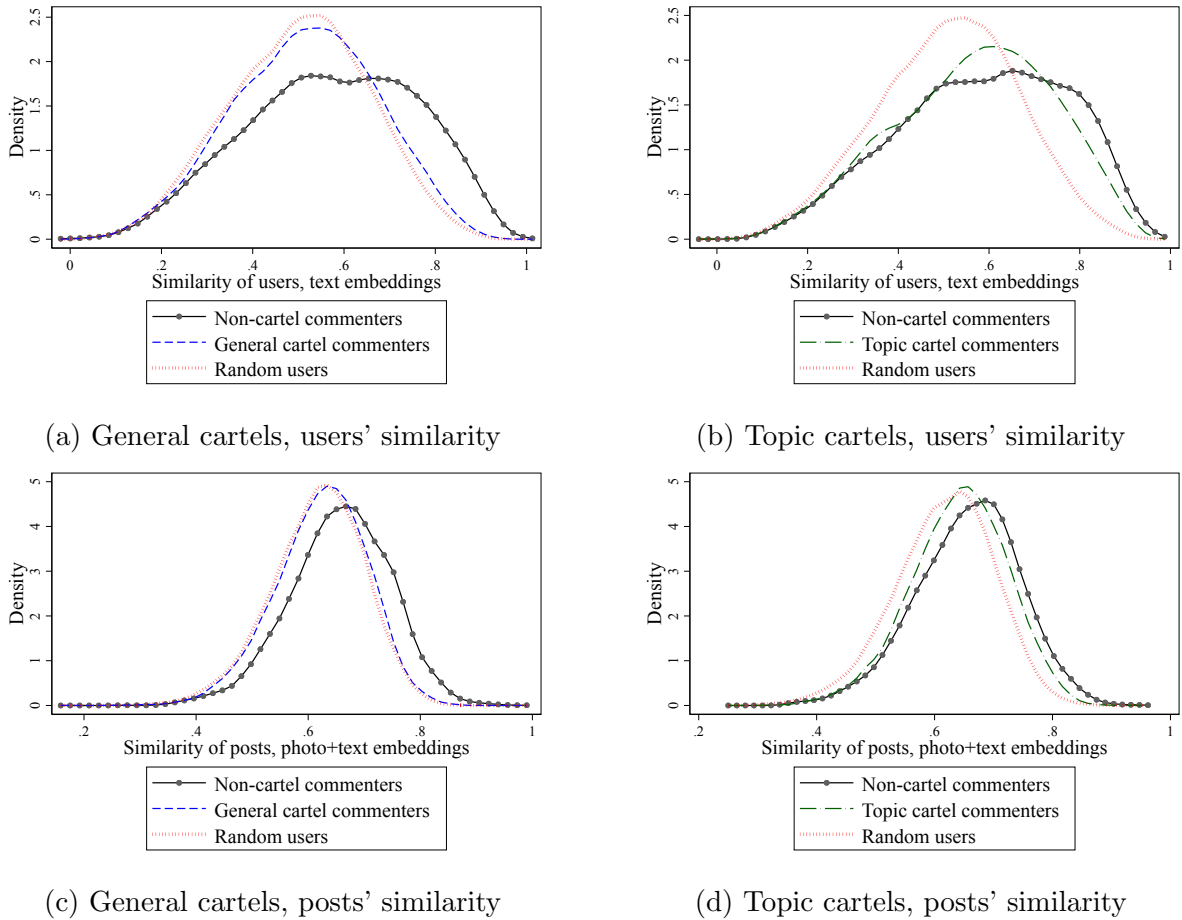 2.5
2
1.5
1
.5
0
Density
0 .2 .4 .6 .8 1
Similarity of users, text embeddings
Non-cartel commenters
General cartel commenters
Random users
(a) General cartels, users' similarity
2.5
2
1.5
1
.5
0
Density
0 .2 .4 .6 .8 1
Similarity of users, text embeddings
Non-cartel commenters
Topic cartel commenters
Random users
(b) Topic cartels, users' similarity
5
4
3
2
1
0
Density
.2 .4 .6 .8 1
Similarity of posts, photo+text embeddings
Non-cartel commenters
General cartel commenters
Random users
(c) General cartels, posts' similarity
5
4
3
2
1
0
Density
.2 .4 .6 .8 1
Similarity of posts, photo+text embeddings
Non-cartel commenters
Topic cartel commenters
Random users
(d) Topic cartels, posts' similarity